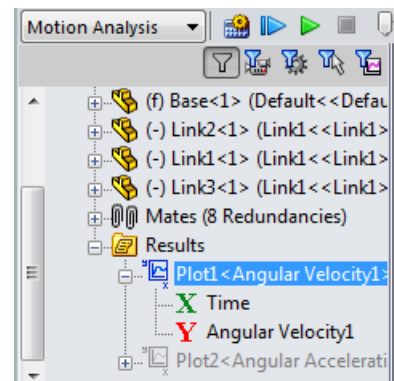 Motion Analysis
(f) Base<1> (Default<<Defau
(-) Link2<1> (Link1<<Link1>
(-) Link1<1> (Link1<<Link1>
(-) Link3<1> (Link1<<Link1>
Mates (8 Redundancies)
Results
Plot1<Angular Velocity1>
X Time
Y Angular Velocity1
Plot2<Angular Accelerati